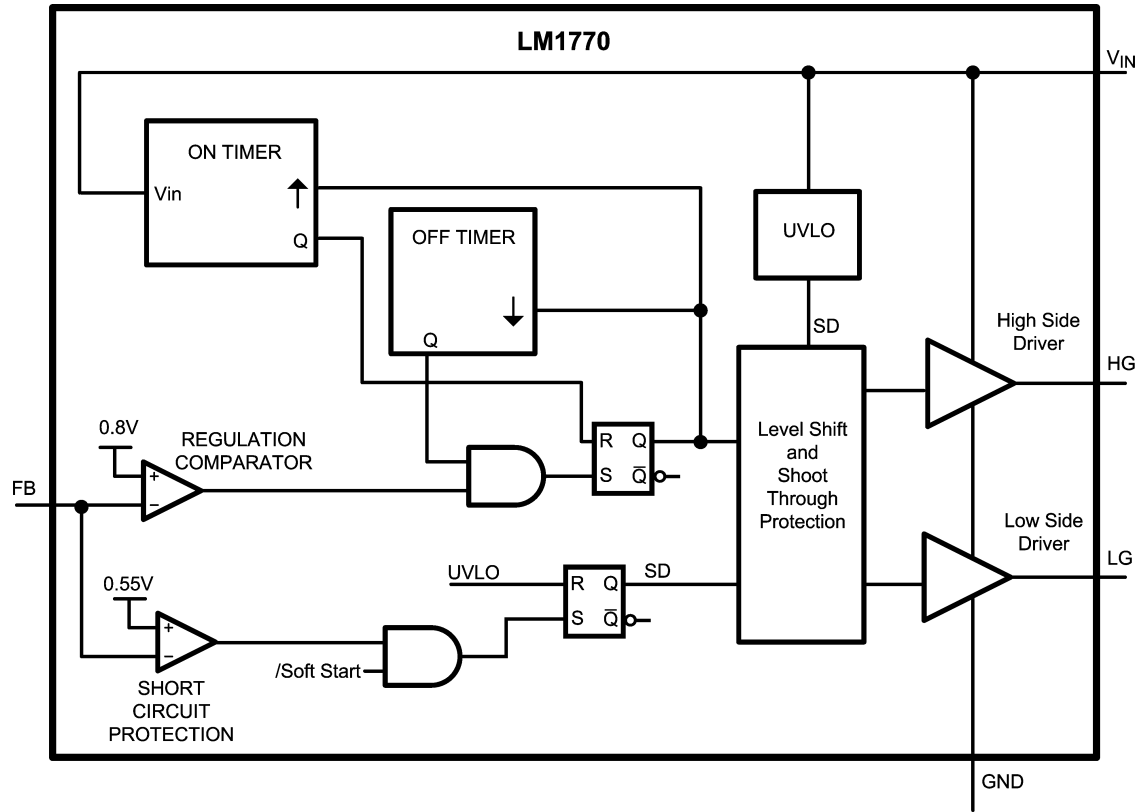 LM1770
VIN
ON TIMER
Vin
↑
Q
OFF TIMER
↓
Q
UVLO
SD
High Side
Driver
HG
0.8V
REGULATION
COMPARATOR
+
−
FB
R Q
S Q̅
Level Shift
and
Shoot
Through
Protection
Low Side
Driver
LG
0.55V
+
−
SHORT
CIRCUIT
PROTECTION
/Soft Start
UVLO
R Q
S Q̅
SD
GND